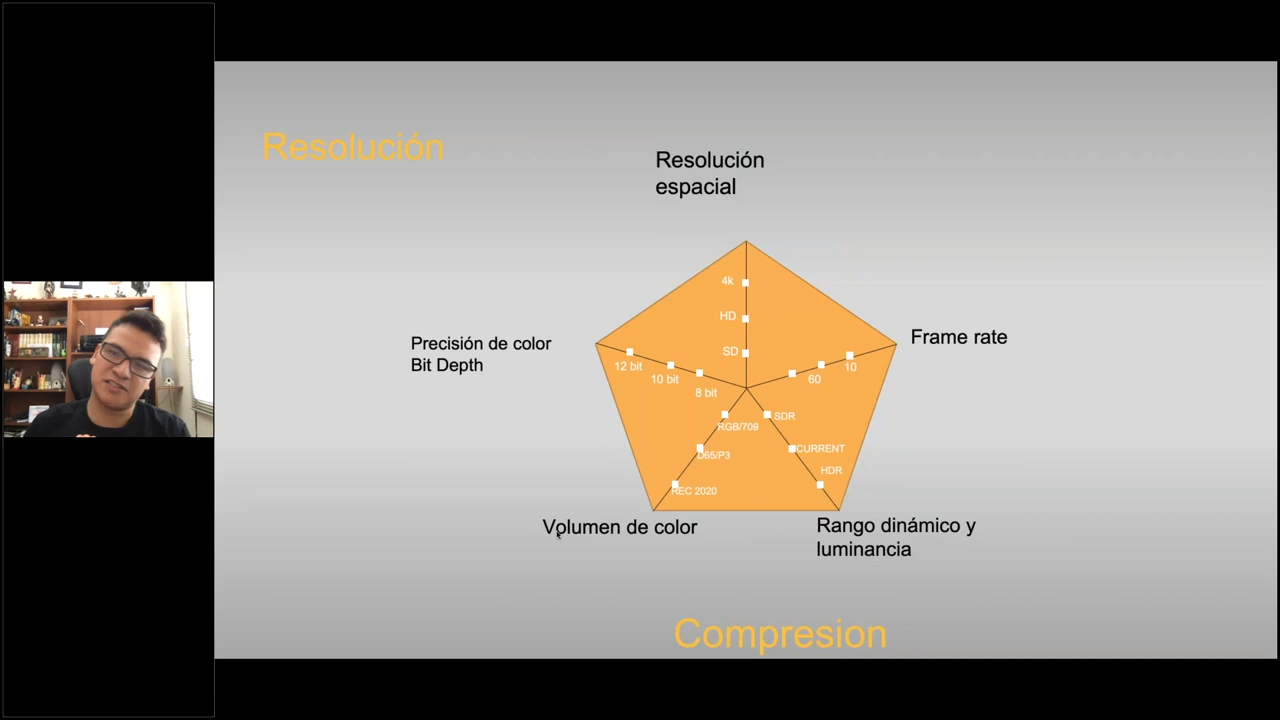 Resolución
Resolución
espacial
4k
HD
SD
Frame rate
10
60
Precisión de color
Bit Depth
12 bit
10 bit
8 bit
SDR
CURRENT
HDR
RGB/709
D65/P3
REC 2020
Volumen de color
Rango dinámico y
luminancia
Compresion